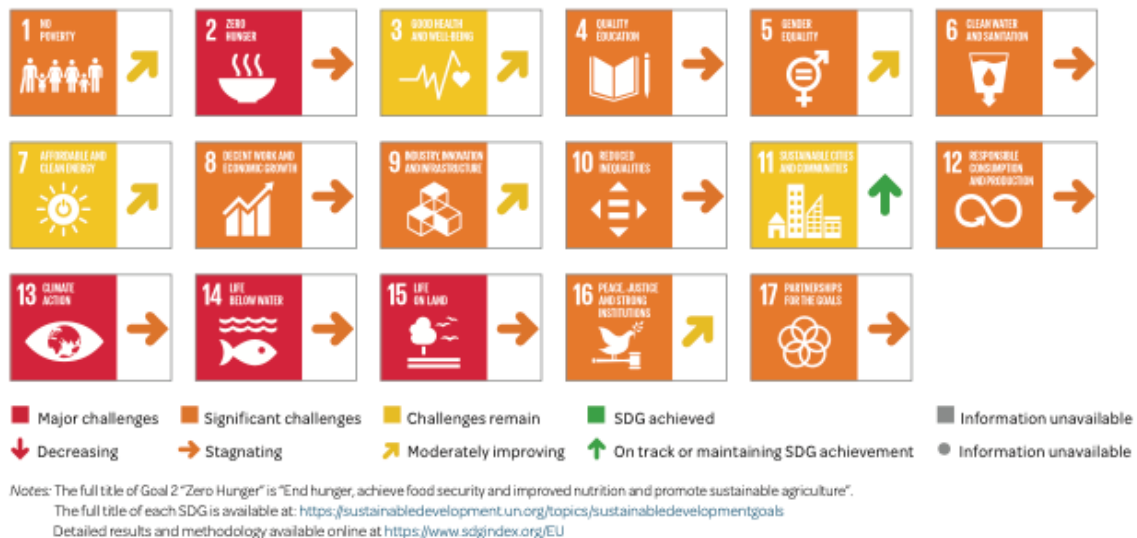 1 NO POVERTY
2 ZERO HUNGER
3 GOOD HEALTH AND WELL-BEING
4 QUALITY EDUCATION
5 GENDER EQUALITY
6 CLEAN WATER AND SANITATION
7 AFFORDABLE AND CLEAN ENERGY
8 DECENT WORK AND ECONOMIC GROWTH
9 INDUSTRY, INNOVATION AND INFRASTRUCTURE
10 REDUCED INEQUALITIES
11 SUSTAINABLE CITIES AND COMMUNITIES
12 RESPONSIBLE CONSUMPTION AND PRODUCTION
13 CLIMATE ACTION
14 LIFE BELOW WATER
15 LIFE ON LAND
16 PEACE, JUSTICE AND STRONG INSTITUTIONS
17 PARTNERSHIPS FOR THE GOALS
Major challenges Significant challenges Challenges remain SDG achieved Information unavailable
Decreasing Stagnating Moderately improving On track or maintaining SDG achievement Information unavailable
Notes: The full title of Goal 2 “Zero Hunger” is “End hunger, achieve food security and improved nutrition and promote sustainable agriculture”.
The full title of each SDG is available at: https://sustainabledevelopment.un.org/topics/sustainabledevelopmentgoals
Detailed results and methodology available online at https://www.sdgindex.org/EU